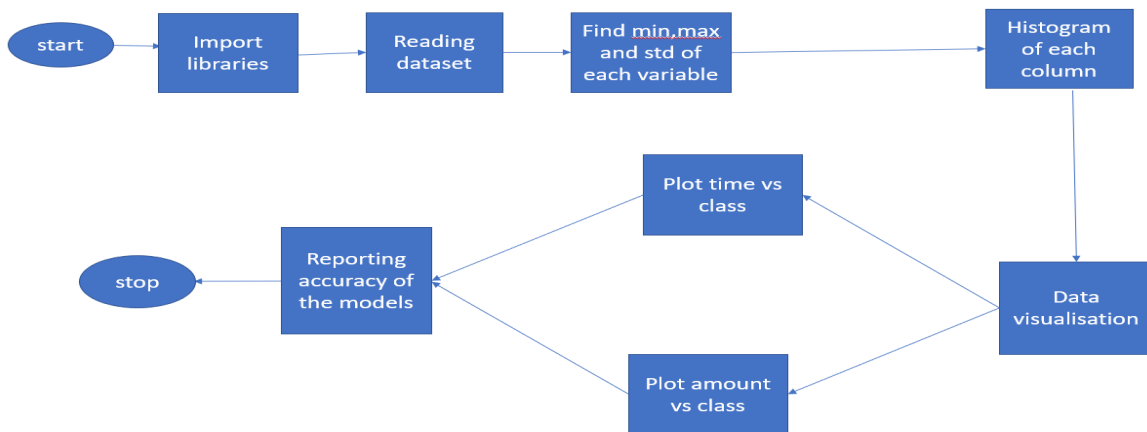 start
Import
libraries
Reading
dataset
Find min,max
and std of
each variable
Histogram
of each
column
Data
visualisation
Plot time vs
class
Plot amount
vs class
Reporting
accuracy of
the models
stop